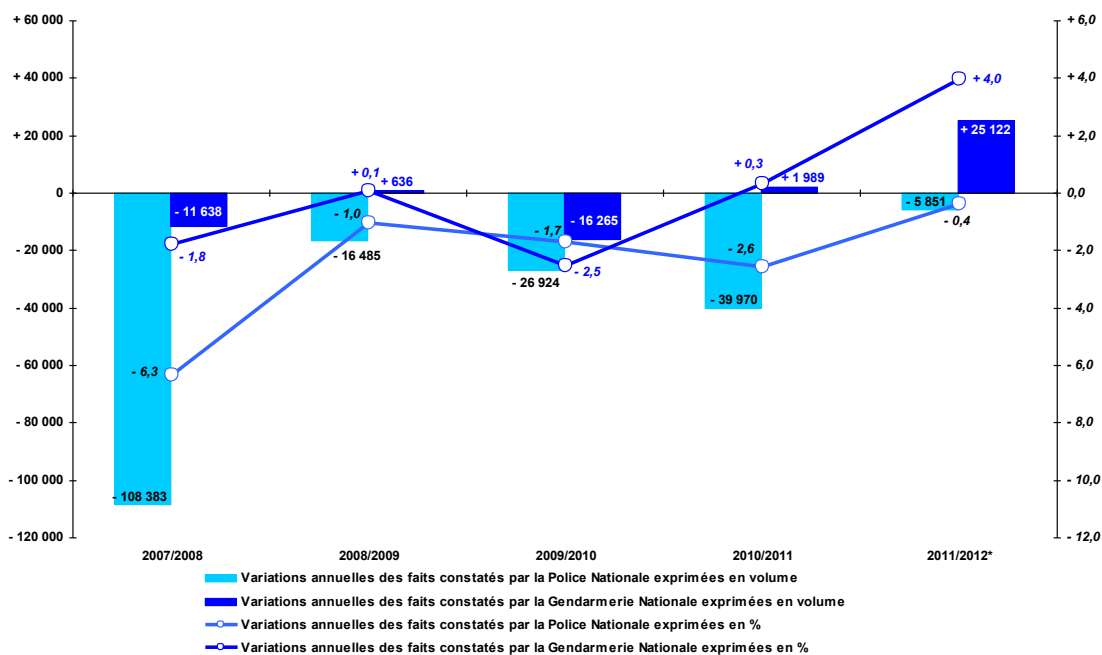 + 60 000
+ 6,0
+ 40 000
+ 4,0
+ 4,0
+ 25 122
+ 20 000
+ 2,0
+ 0,1
+ 636
+ 0,3
+ 1 989
0
0,0
- 11 638
- 1,0
- 16 265
- 5 851
- 0,4
- 20 000
- 2,0
- 1,8
- 16 485
- 1,7
- 26 924
- 2,5
- 2,6
- 39 970
- 40 000
- 4,0
- 60 000
- 6,0
- 6,3
- 80 000
- 8,0
- 100 000
- 10,0
- 108 383
- 120 000
- 12,0
2007/2008 2008/2009 2009/2010 2010/2011 2011/2012*
Variations annuelles des faits constatés par la Police Nationale exprimées en volume
Variations annuelles des faits constatés par la Gendarmerie Nationale exprimées en volume
Variations annuelles des faits constatés par la Police Nationale exprimées en %
Variations annuelles des faits constatés par la Gendarmerie Nationale exprimées en %